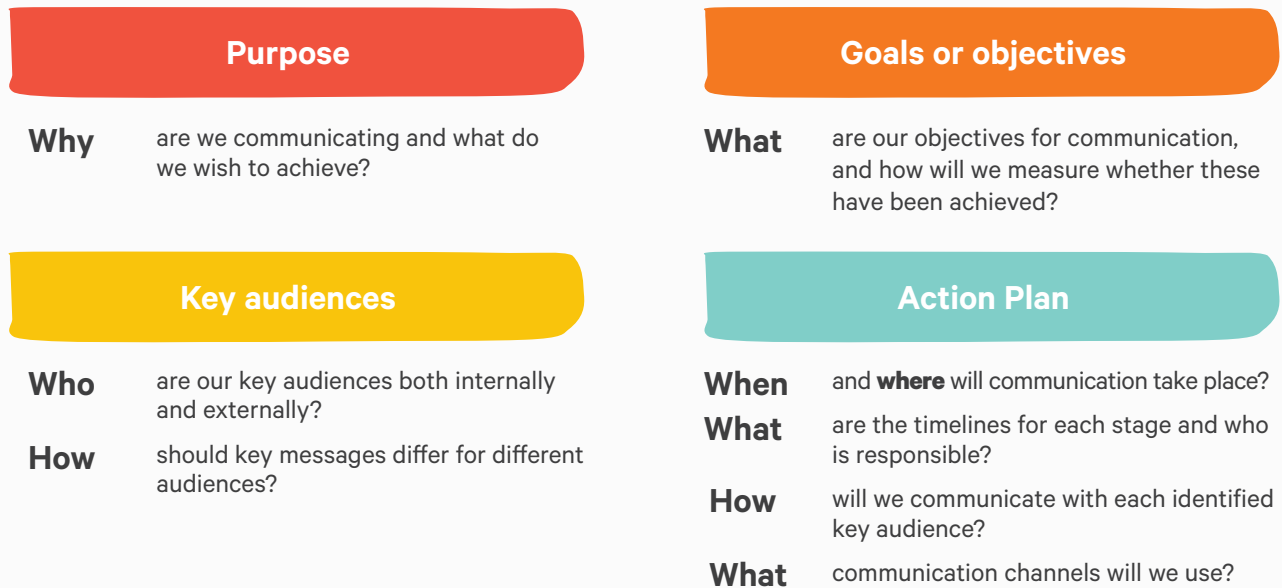 Purpose
Why are we communicating and what do
we wish to achieve?
Goals or objectives
What are our objectives for communication,
and how will we measure whether these
have been achieved?
Key audiences
Who are our key audiences both internally
and externally?
How should key messages differ for different
audiences?
Action Plan
When and where will communication take place?
What are the timelines for each stage and who
is responsible?
How will we communicate with each identified
key audience?
What communication channels will we use?